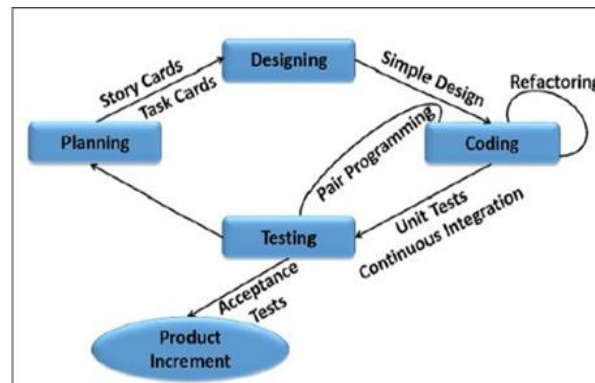 Designing
Story Cards
Task Cards
Simple Design
Refactoring
Planning
Pair Programming
Coding
Testing
Unit Tests
Continuous Integration
Acceptance
Tests
Product
Increment